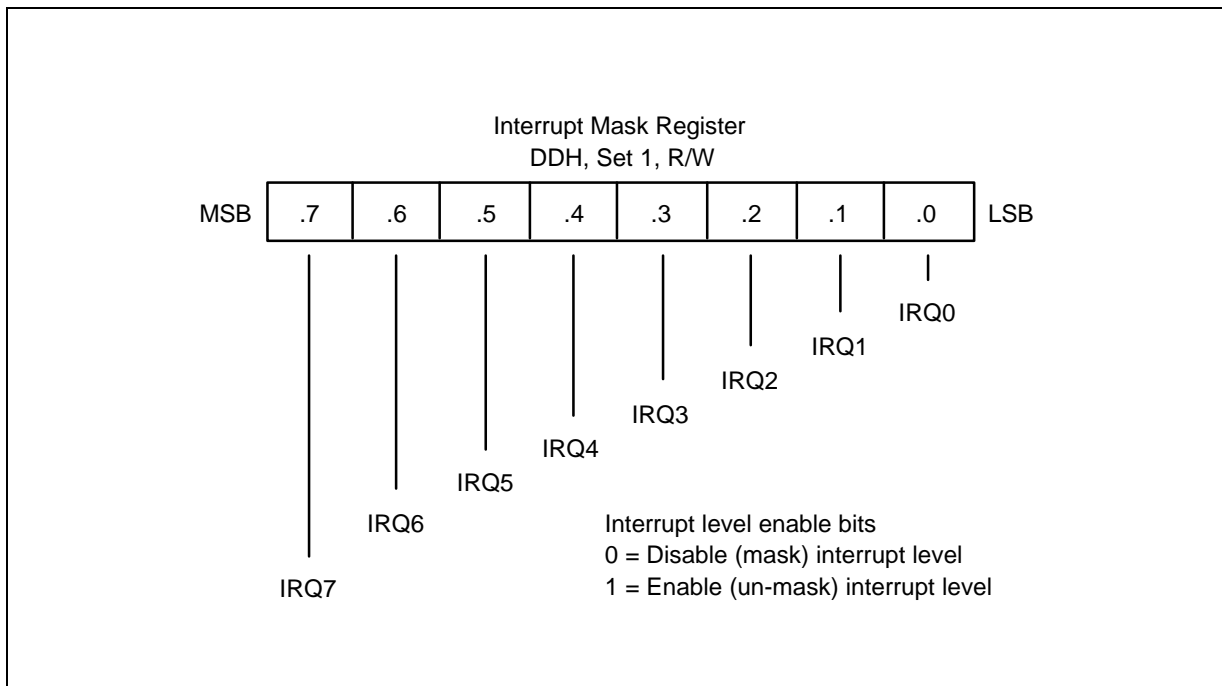 Interrupt Mask Register
DDH, Set 1, R/W
MSB .7 .6 .5 .4 .3 .2 .1 .0 LSB
IRQ0
IRQ1
IRQ2
IRQ3
IRQ4
IRQ5
IRQ6
IRQ7
Interrupt level enable bits
0 = Disable (mask) interrupt level
1 = Enable (un-mask) interrupt level